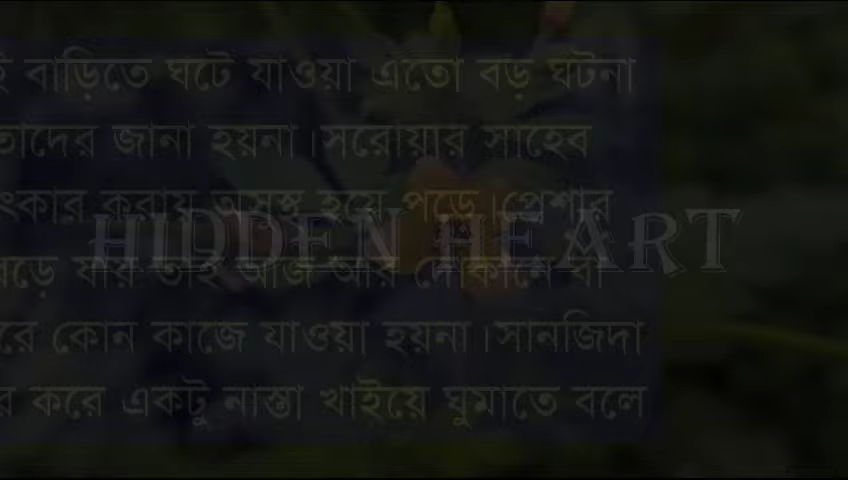 বাড়িতে ঘটে যাওয়া এতো বড় ঘটনা
তাদের জানা হয়না।সরোয়ার সাহেব
করায় অসুস্থ হয়ে পড়ে।প্রেশার
HIDDEN HEART
যায় তাই আজ আর দোকানে বা
কোন কাজে যাওয়া হয়না।সানজিদা
করে একটু নাস্তা খাইয়ে ঘুমাতে বলে